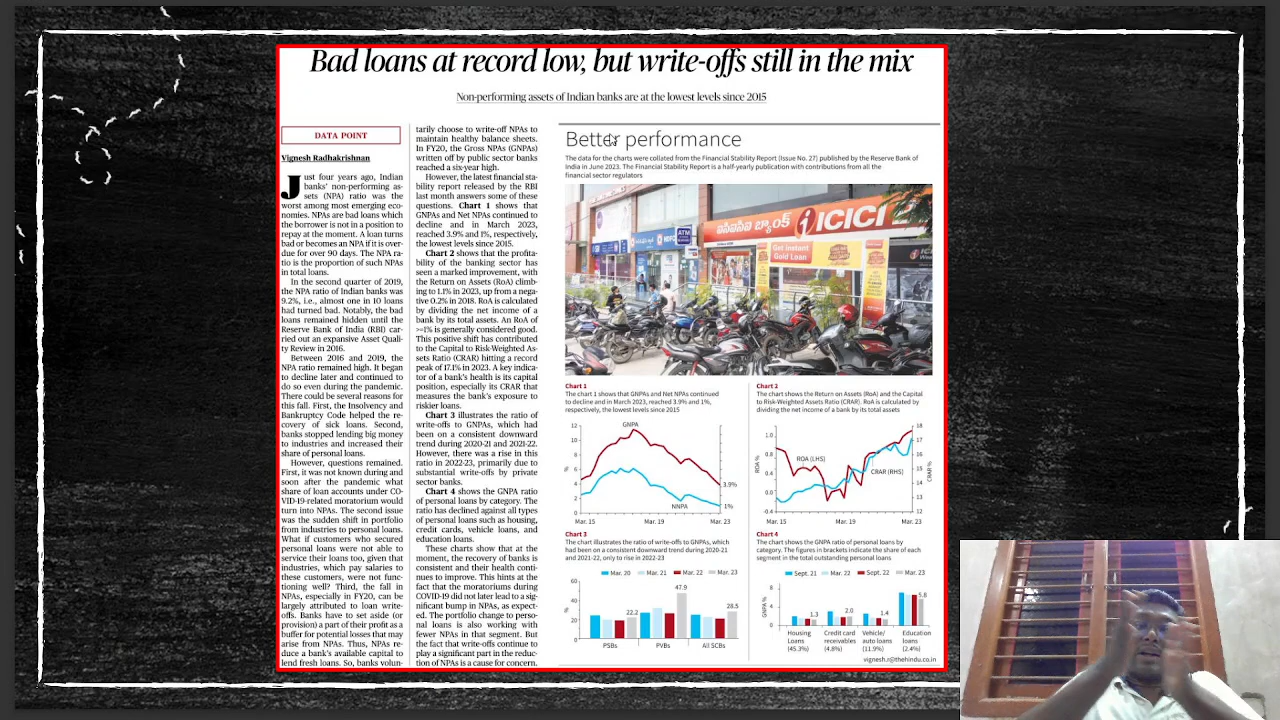 Bad loans at record low, but write-offs still in the mix
Non-performing assets of Indian banks are at the lowest levels since 2015
DATA POINT
Vignesh Radhakrishnan
Just four years ago, Indian
banks' non-performing as-
sets (NPA) ratio was the
worst among most emerging eco-
nomies. NPAs are bad loans which
the borrower is not in a position to
repay at the moment. A loan turns
bad or becomes an NPA if it is over-
due for over 90 days. The NPA ra-
tio is the proportion of such NPAs
in total loans.
In the second quarter of 2019,
the NPA ratio of Indian banks was
9.2%, i.e., almost one in 10 loans
had turned bad. Notably, the bad
loans remained hidden until the
Reserve Bank of India (RBI) car-
ried out an expansive Asset Quali-
ty Review in 2016.
Between 2016 and 2019, the
NPA ratio remained high. It began
to decline later and continued to
do so even during the pandemic.
There could be several reasons for
this fall. First, the Insolvency and
Bankruptcy Code helped the re-
covery of sick loans. Second,
banks stopped lending big money
to industries and increased their
share of personal loans.
However, questions remained.
First, it was not known during and
soon after the pandemic what
share of loan accounts under CO-
VID-19-related moratorium would
turn into NPAs. The second issue
was the sudden shift in portfolio
from industries to personal loans.
What if customers who secured
personal loans were not able to
service their loans too, given that
industries, which pay salaries to
these customers, were not func-
tioning well? Third, the fall in
NPAs, especially in FY20, can be
largely attributed to loan write-
offs. Banks have to set aside (or
provision) a part of their profit as a
buffer for potential losses that may
arise from NPAs. Thus, NPAs re-
duce a bank's available capital to
lend fresh loans. So, banks volun-
tarily choose to write-off NPAs to
maintain healthy balance sheets.
In FY20, the Gross NPAs (GNPAs)
written off by public sector banks
reached a six-year high.
However, the latest financial sta-
bility report released by the RBI
last month answers some of these
questions. Chart 1 shows that
GNPAs and Net NPAs continued to
decline and in March 2023,
reached 3.9% and 1%, respectively,
the lowest levels since 2015.
Chart 2 shows that the profita-
bility of the banking sector has
seen a marked improvement, with
the Return on Assets (RoA) climb-
ing to 1.1% in 2023, up from a nega-
tive 0.2% in 2018. RoA is calculated
by dividing the net income of a
bank by its total assets. An RoA of
>=1% is generally considered good.
This positive shift has contributed
to the Capital to Risk-Weighted As-
sets Ratio (CRAR) hitting a record
peak of 17.1% in 2023. A key indica-
tor of a bank's health is its capital
position, especially its CRAR that
measures the bank's exposure to
riskier loans.
Chart 3 illustrates the ratio of
write-offs to GNPAs, which had
been on a consistent downward
trend during 2020-21 and 2021-22.
However, there was a rise in this
ratio in 2022-23, primarily due to
substantial write-offs by private
sector banks.
Chart 4 shows the GNPA ratio
of personal loans by category. The
ratio has declined against all types
of personal loans such as housing,
credit cards, vehicle loans, and
education loans.
These charts show that at the
moment, the recovery of banks is
consistent and their health conti-
nues to improve. This hints at the
fact that the moratoriums during
COVID-19 did not later lead to a sig-
nificant bump in NPAs, as expect-
ed. The portfolio change to perso-
nal loans is also working with
fewer NPAs in that segment. But
the fact that write-offs continue to
play a significant part in the reduc-
tion of NPAs is a cause for concern.
Better performance
The data for the charts were collated from the Financial Stability Report (Issue No. 27) published by the Reserve Bank of
India in June 2023. The Financial Stability Report is a half-yearly publication with contributions from all the
financial sector regulators
ATM
ICICI
Get Instant
Gold Loan
Chart 1
The chart 1 shows that GNPAs and Net NPAs continued
to decline and in March 2023, reached 3.9% and 1%,
respectively, the lowest levels since 2015
12
10
8
6
4
2
0
%
GNPA
NNPA
3.9%
1%
Mar. 15
Mar. 19
Mar. 23
Chart 2
The chart shows the Return on Assets (RoA) and the Capital
to Risk-Weighted Assets Ratio (CRAR). RoA is calculated by
dividing the net income of a bank by its total assets
1.0
0.4
0.0
-0.4
ROA %
ROA (LHS)
CRAR (RHS)
18
17
16
15
14
13
12
CRAR %
Mar. 15
Mar. 19
Mar. 23
Chart 3
The chart illustrates the ratio of write-offs to GNPAs, which
had been on a consistent downward trend during 2020-21
and 2021-22, only to rise in 2022-23
Mar. 20 Mar. 21 Mar. 22 Mar. 23
60
40
20
0
%
22.2
47.9
28.5
PSBs
PVBs
All SCBs
Chart 4
The chart shows the GNPA ratio of personal loans by
category. The figures in brackets indicate the share of each
segment in the total outstanding personal loans
Sept. 21 Mar. 22 Sept. 22 Mar. 23
8
4
0
GNPA %
1.3
2.0
1.4
5.8
Housing Loans (45.3%)
Credit card receivables (4.8%)
Vehicle/ auto loans (11.9%)
Education loans (2.4%)
vignesh.r@thehindu.co.in